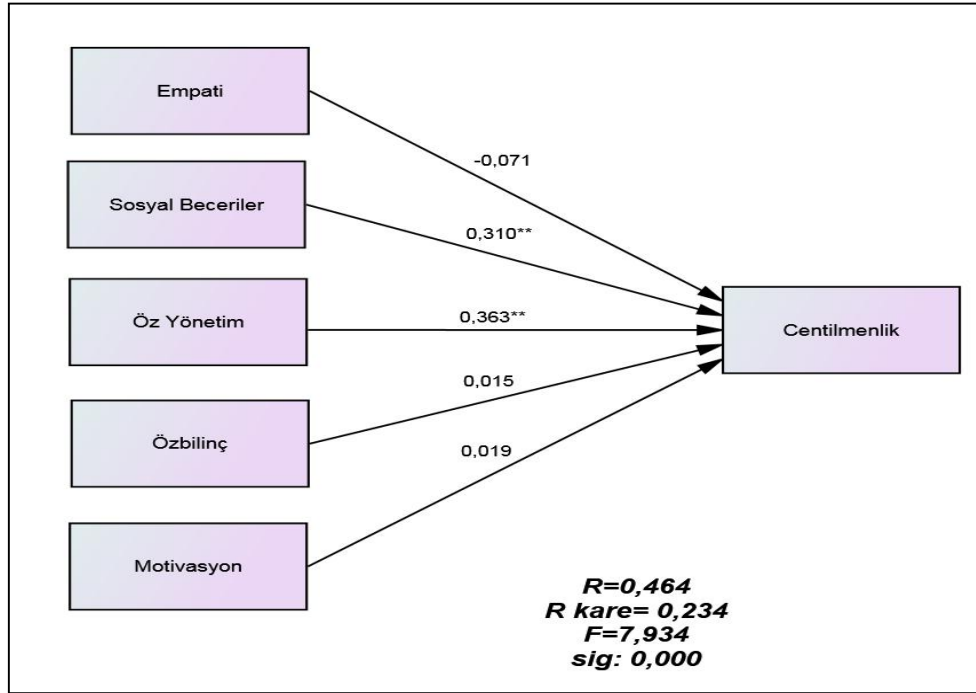 Empati
-0,071
Sosyal Beceriler
0,310**
Öz Yönetim
0,363**
Centilmenlik
0,015
Özbilinç
0,019
Motivasyon
R=0,464
R kare= 0,234
F=7,934
sig: 0,000